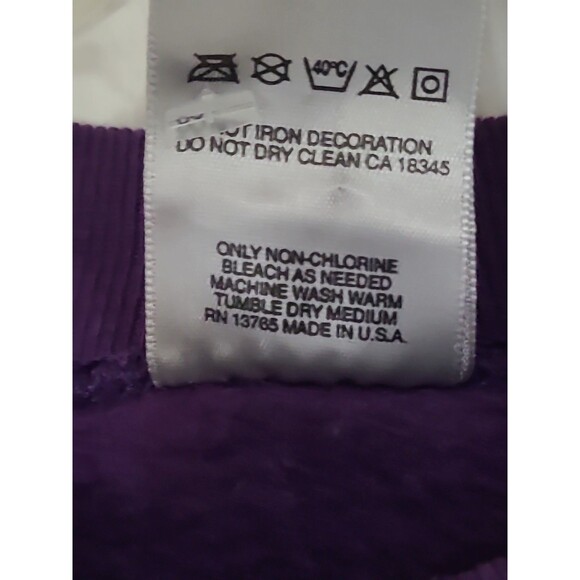 40°C
IRON DECORATION
DO NOT DRY CLEAN CA 18345
ONLY NON-CHLORINE
BLEACH AS NEEDED
MACHINE WASH WARM
TUMBLE DRY MEDIUM
RN 13765 MADE IN U.S.A.